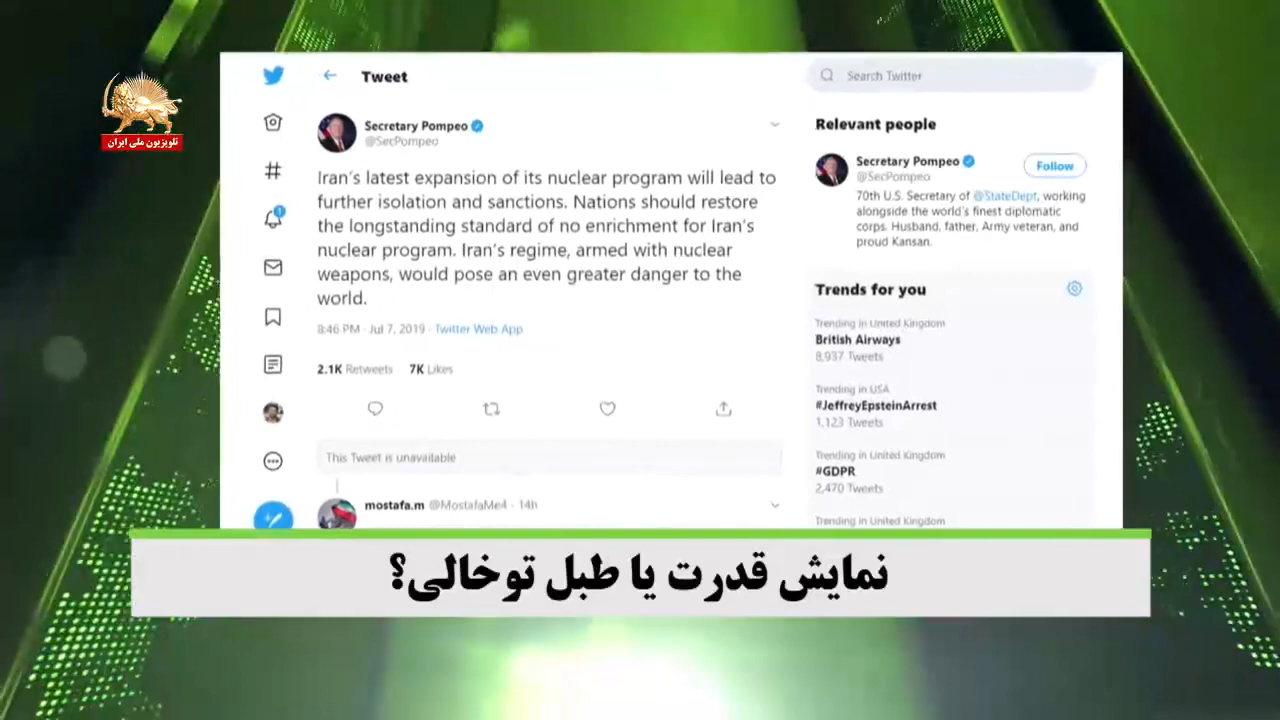 تلویزیون ملی ایران
Tweet
Secretary Pompeo
@SecPompeo
Iran's latest expansion of its nuclear program will lead to
further isolation and sanctions. Nations should restore
the longstanding standard of no enrichment for Iran's
nuclear program. Iran's regime, armed with nuclear
weapons, would pose an even greater danger to the
world.
8:46 PM · Jul 7, 2019 · Twitter Web App
2.1K Retweets 7K Likes
This Tweet is unavailable
mostafa.m @MostafaMe4 · 14h
Search Twitter
Relevant people
Secretary Pompeo
@SecPompeo
Follow
70th U.S. Secretary of @StateDept, working
alongside the world's finest diplomatic
corps. Husband, father, Army veteran, and
proud Kansan.
Trends for you
Trending in United Kingdom
British Airways
8,937 Tweets
Trending in USA
#JeffreyEpsteinArrest
1,123 Tweets
Trending in United Kingdom
#GDPR
2,470 Tweets
Trending in United Kingdom
نمایش قدرت یا طبل توخالی؟